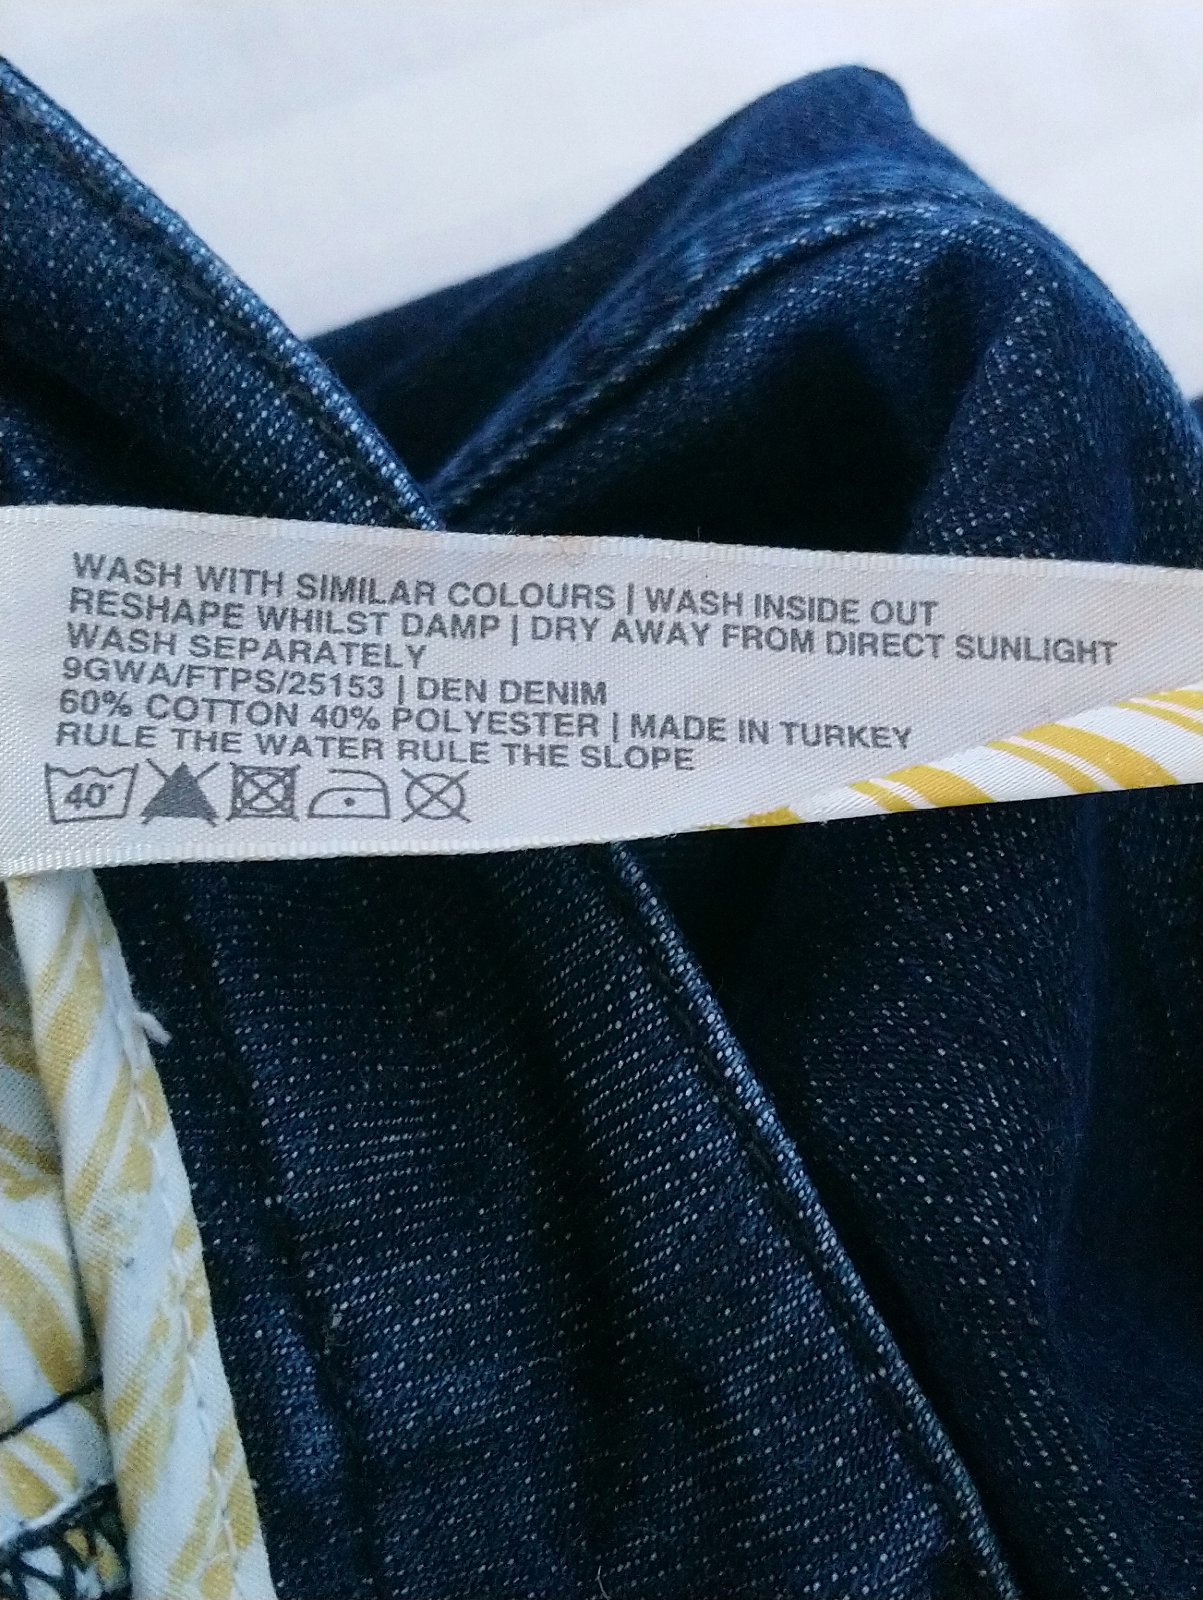 WASH WITH SIMILAR COLOURS | WASH INSIDE OUT
RESHAPE WHILST DAMP | DRY AWAY FROM DIRECT SUNLIGHT
WASH SEPARATELY
9GWA/FTPS/25153 | DEN DENIM
60% COTTON 40% POLYESTER | MADE IN TURKEY
RULE THE WATER RULE THE SLOPE
40°